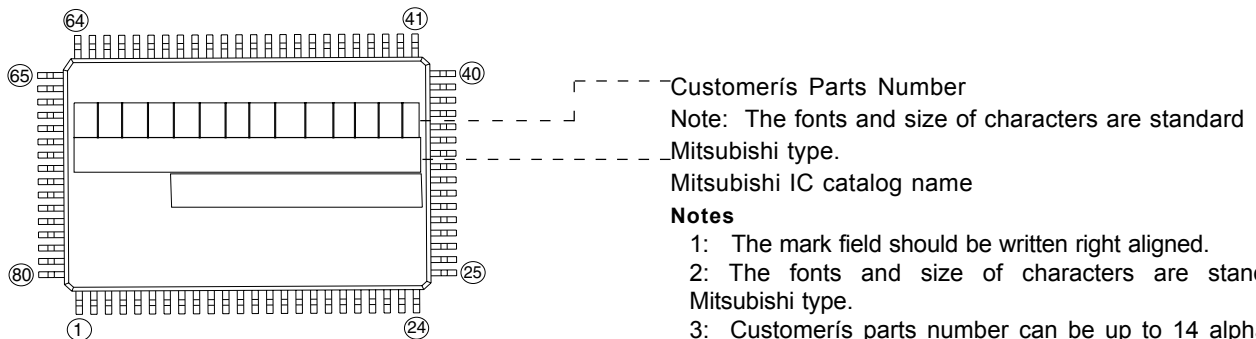 64
41
65
40
80
25
1
24
Customerís Parts Number
Note: The fonts and size of characters are standard
Mitsubishi type.
Mitsubishi IC catalog name
Notes
1: The mark field should be written right aligned.
2: The fonts and size of characters are
Mitsubishi type.
3: Customerís parts number can be up to 14